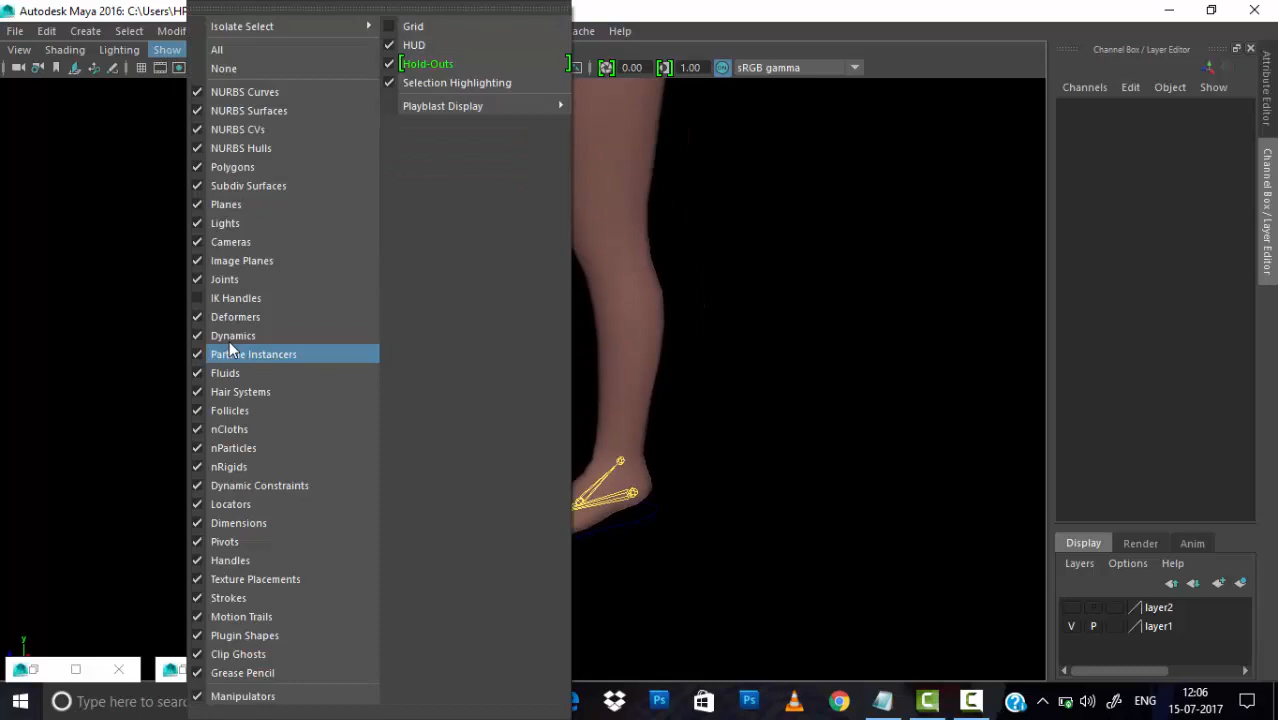 Autodesk Maya 2016: C:\Users\HP
File Edit Create Select Modif ache Help
View Shading Lighting Show
0.00 1.00 ON sRGB gamma
Isolate Select
All
None
NURBS Curves
NURBS Surfaces
NURBS CVs
NURBS Hulls
Polygons
Subdiv Surfaces
Planes
Lights
Cameras
Image Planes
Joints
IK Handles
Deformers
Dynamics
Particle Instancers
Fluids
Hair Systems
Follicles
nCloths
nParticles
nRigids
Dynamic Constraints
Locators
Dimensions
Pivots
Handles
Texture Placements
Strokes
Motion Trails
Plugin Shapes
Clip Ghosts
Grease Pencil
Manipulators
Grid
HUD
Hold-Outs
Selection Highlighting
Playblast Display
Channel Box / Layer Editor
Channels Edit Object Show
Attribute Editor
Channel Box / Layer Editor
Display Render Anim
Layers Options Help
P layer2
V P layer1
y
Type here to searc
Ps
Ps
ENG
12:06
15-07-2017